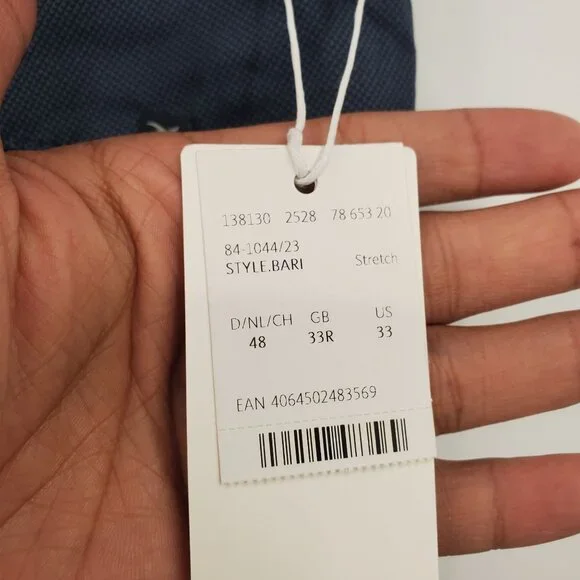 138130 2528 78 653 20
84-1044/23
STYLE.BARI Stretch
D/NL/CH GB US
48 33R 33
EAN 4064502483569